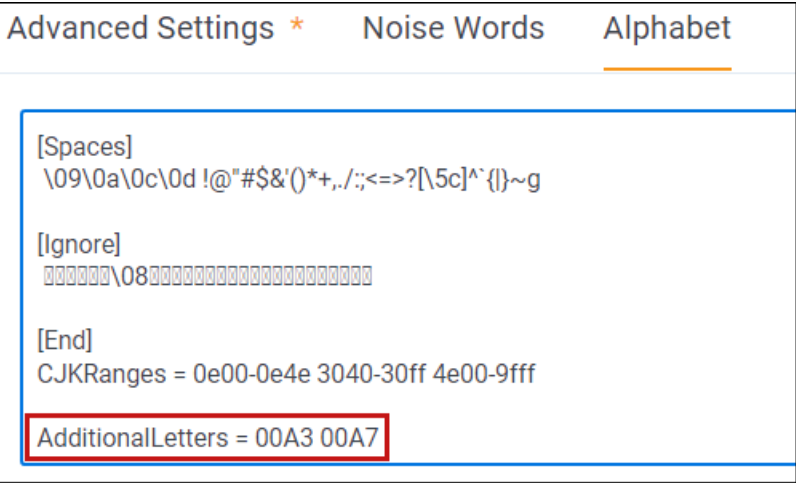 Advanced Settings * Noise Words Alphabet
[Spaces]
\09\0a\0c\0d !@"#$&'()*+,./:;<=>?[\5c]^`{|}~g
[Ignore]
\08
[End]
CJKRanges = 0e00-0e4e 3040-30ff 4e00-9fff
AdditionalLetters = 00A3 00A7